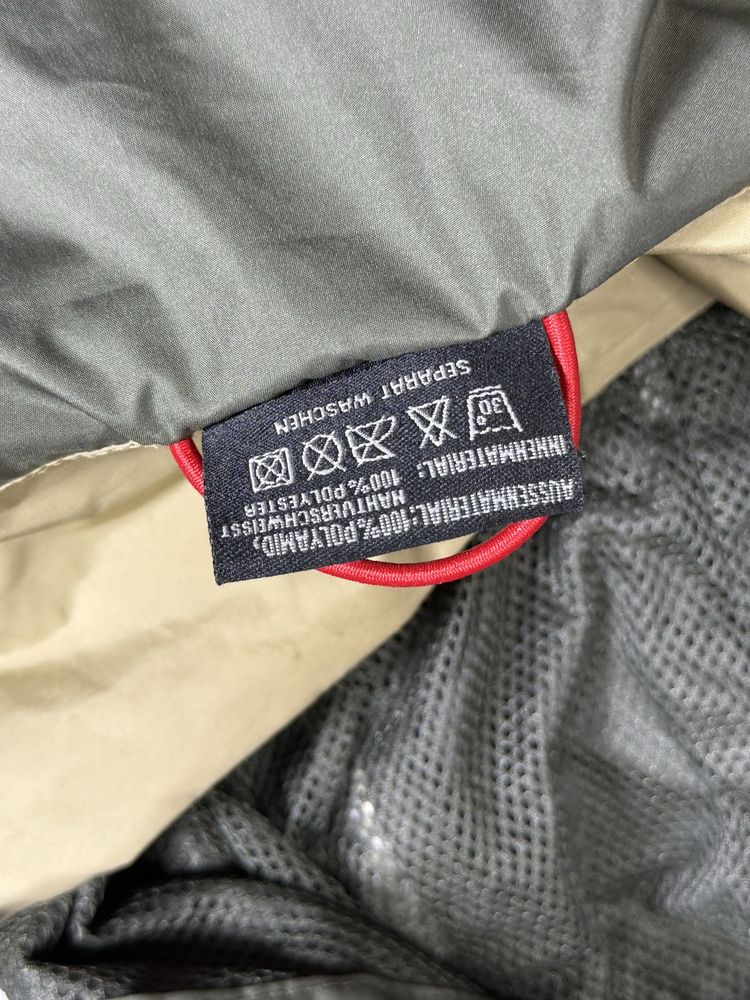 AUSSENMATERIAL: 100% POLYAMID,
NAHTVERSCHWEISST
INNENMATERIAL: 100% POLYESTER
30°
SEPARAT WASCHEN